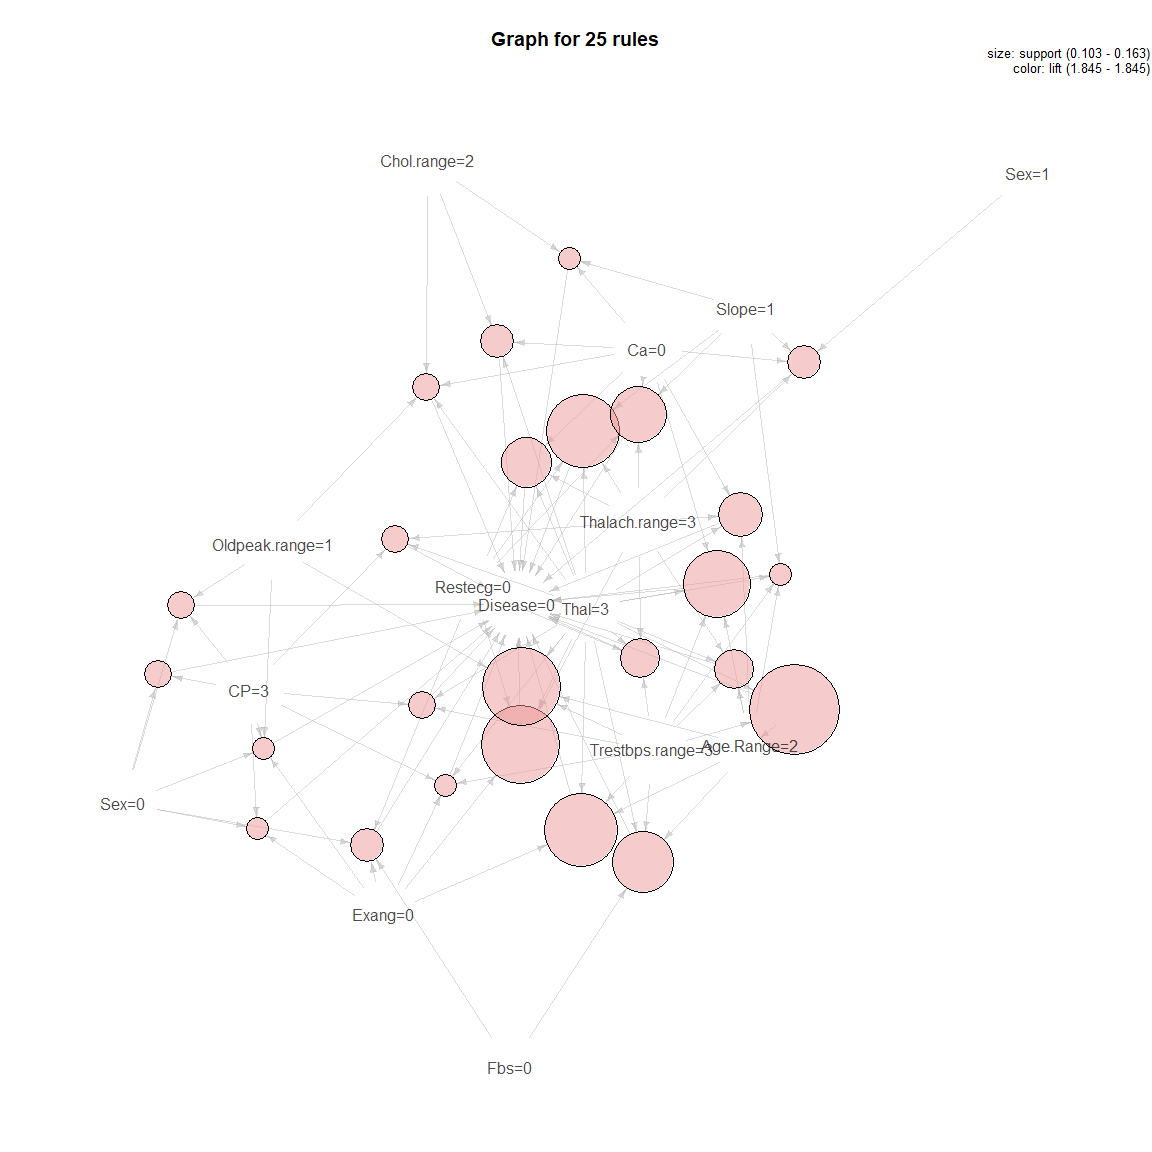 Graph for 25 rules
size: support (0.103 - 0.163)
color: lift (1.845 - 1.845)
Chol.range=2
Sex=1
Slope=1
Ca=0
Thalach.range=3
Oldpeak.range=1
Restecg=0
Disease=0
Thal=3
CP=3
Trestbps.range=3
Age.Range=2
Sex=0
Exang=0
Fbs=0